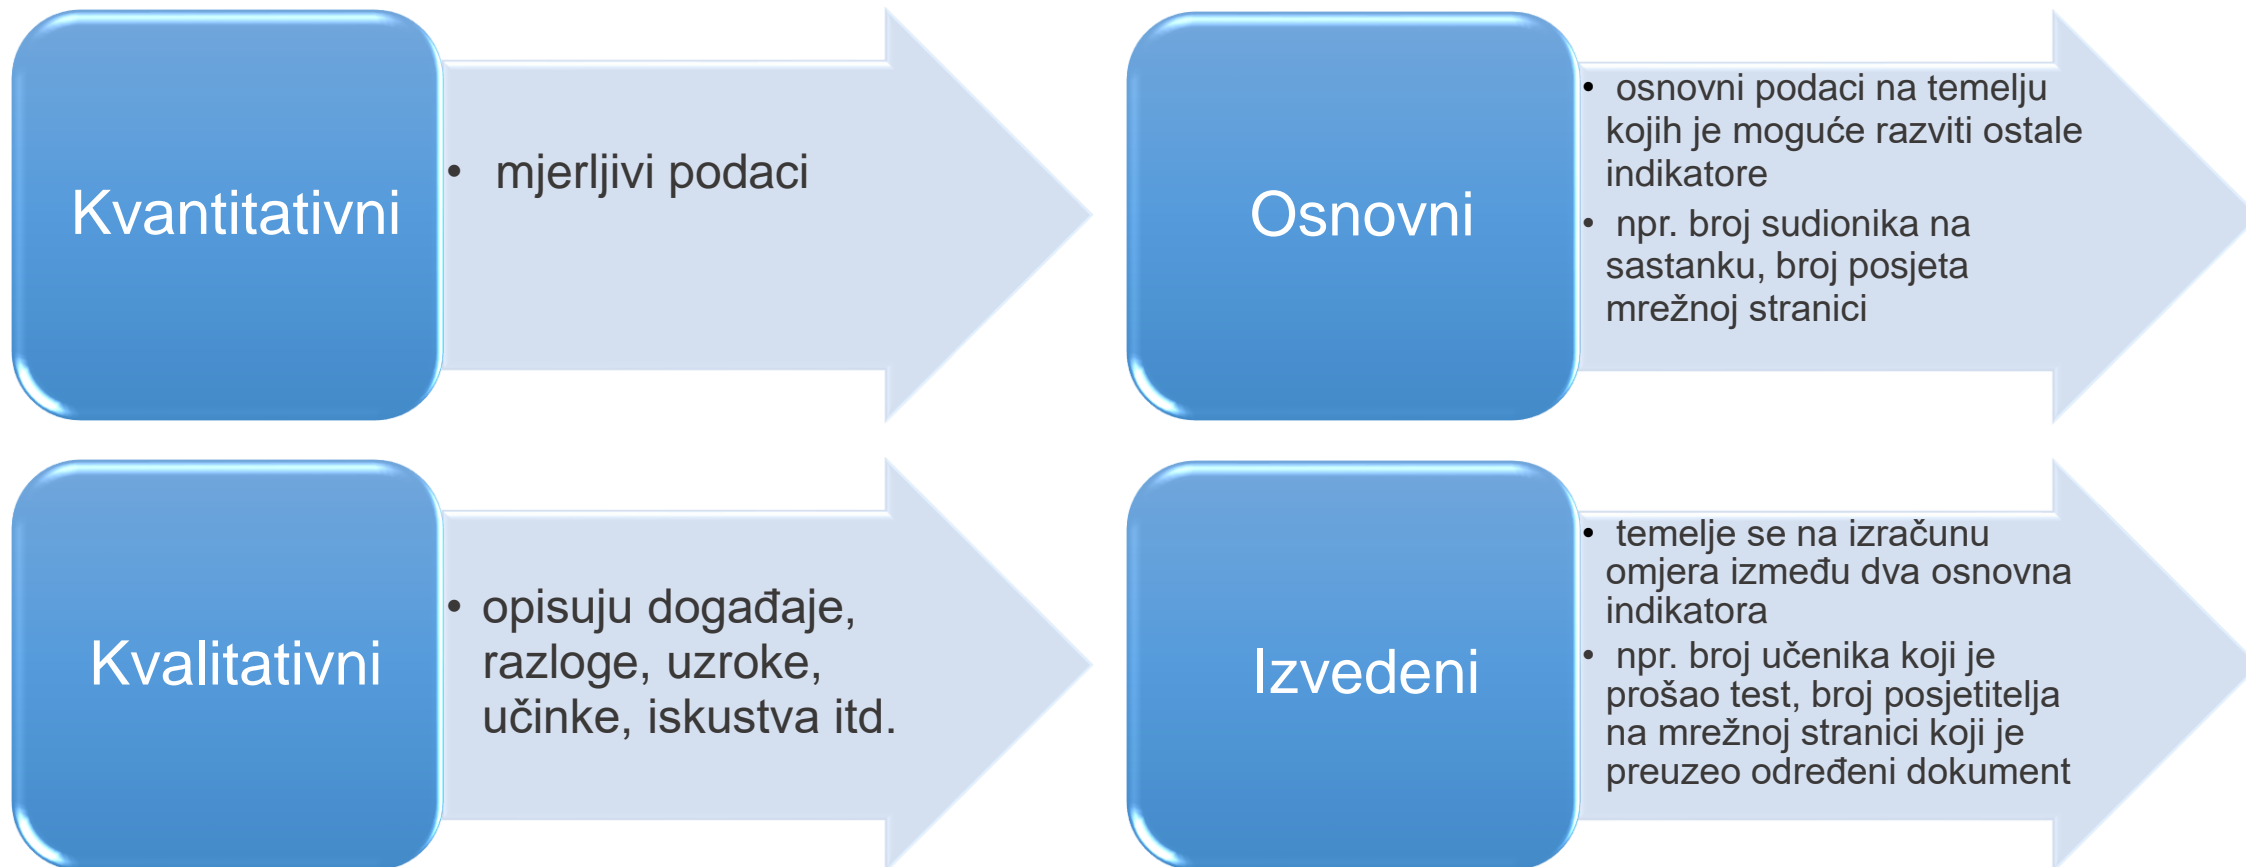 Kvantitativni
• mjerljivi podaci
Kvalitativni
• opisuju događaje,
razloge, uzroke,
učinke, iskustva itd.
Osnovni
• osnovni podaci na temelju
kojih je moguće razviti ostale
indikatore
• npr. broj sudionika na
sastanku, broj posjeta
mrežnoj stranici
Izvedeni
• temelje se na izračunu
omjera između dva osnovna
indikatora
• npr. broj učenika koji je
prošao test, broj posjetitelja
na mrežnoj stranici koji je
preuzeo određeni dokument